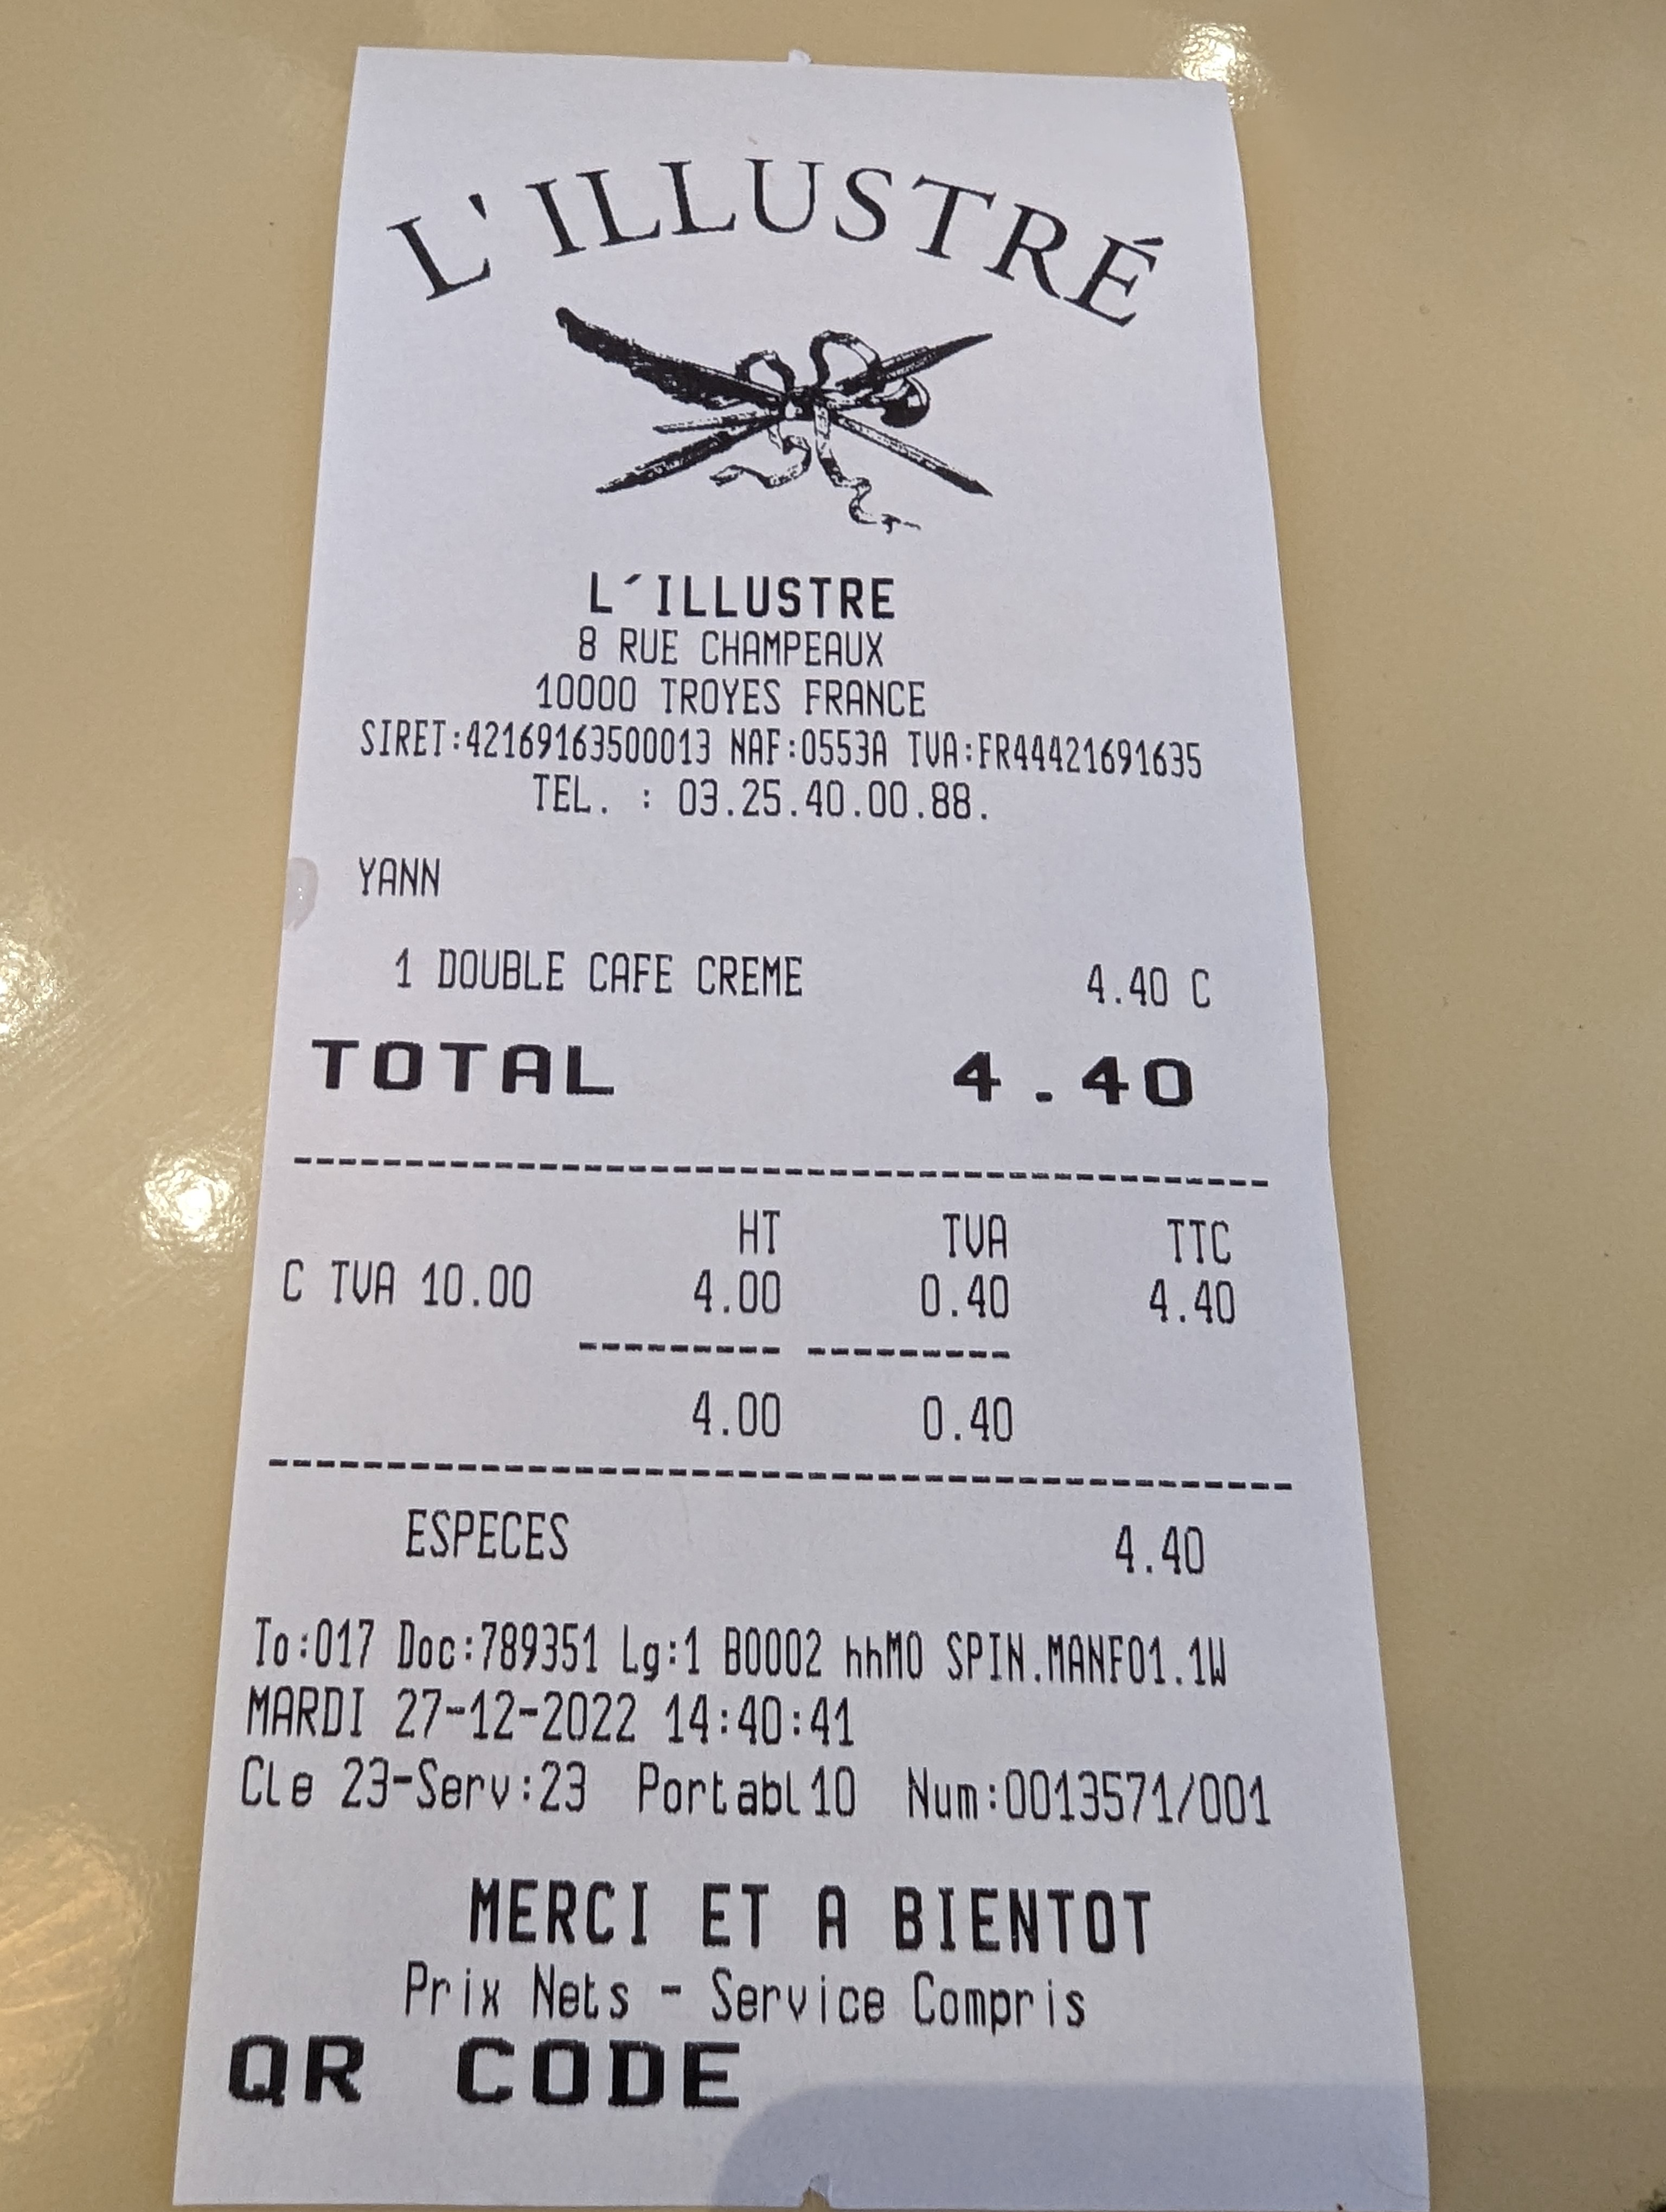 L'ILLUSTRÉ
L´ILLUSTRE
8 RUE CHAMPEAUX
10000 TROYES FRANCE
SIRET:42169163500013 NAF:0553A TVA:FR44421691635
TEL. : 03.25.40.00.88.
YANN
1 DOUBLE CAFE CREME 4.40 C
TOTAL 4.40
HT TVA TTC
C TVA 10.00 4.00 0.40 4.40
4.00 0.40
ESPECES 4.40
To:017 Doc:789351 Lg:1 B0002 hhMO SPIN.MANF01.1W
MARDI 27-12-2022 14:40:41
Cle 23-Serv:23 Portabl10 Num:0013571/001
MERCI ET A BIENTOT
Prix Nets - Service Compris
QR CODE